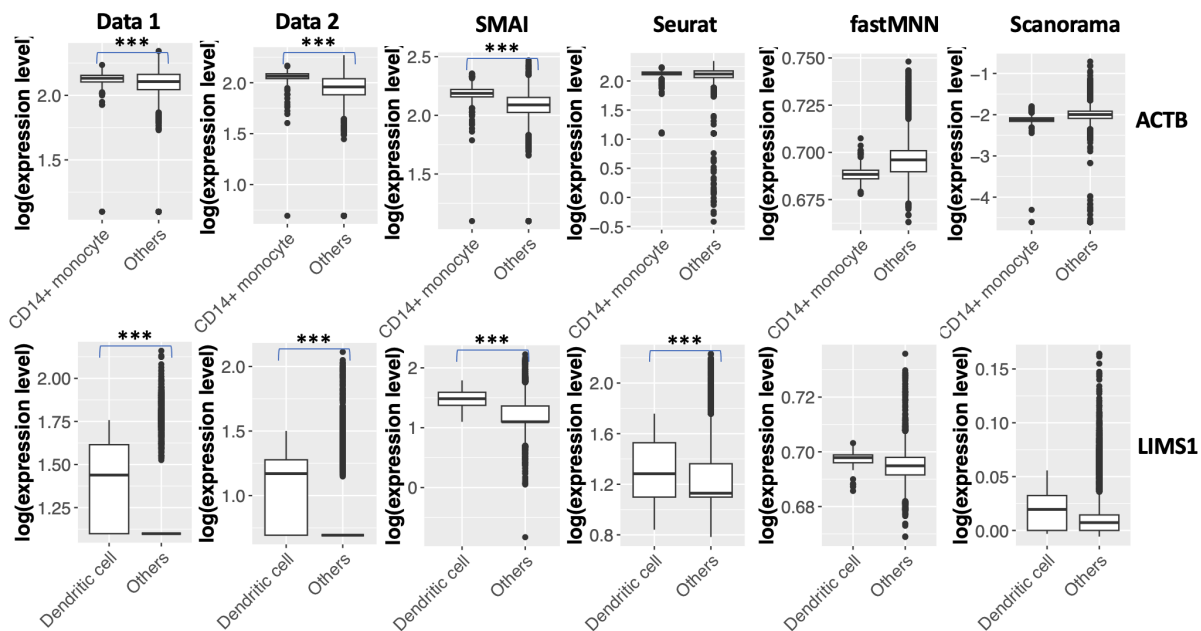 Data 1 Data 2 SMAI Seurat fastMNN Scanorama
*** *** ***
log(expression level)
2.0
1.5
log(expression level)
2.0
1.5
1.0
log(expression level)
2.5
2.0
1.5
log(expression level)
2.0
1.5
1.0
0.5
0.0
−0.5
log(expression level)
0.750
0.725
0.700
0.675
log(expression level)
−1
−2
−3
−4
ACTB
CD14+ monocyte Others CD14+ monocyte Others CD14+ monocyte Others CD14+ monocyte Others CD14+ monocyte Others CD14+ monocyte Others
*** *** *** ***
log(expression level)
2.00
1.75
1.50
1.25
log(expression level)
2.0
1.5
1.0
log(expression level)
2
1
0
log(expression level)
2.0
1.6
1.2
0.8
log(expression level)
0.72
0.70
0.68
log(expression level)
0.15
0.10
0.05
0.00
LIMS1
Dendritic cell Others Dendritic cell Others Dendritic cell Others Dendritic cell Others Dendritic cell Others Dendritic cell Others